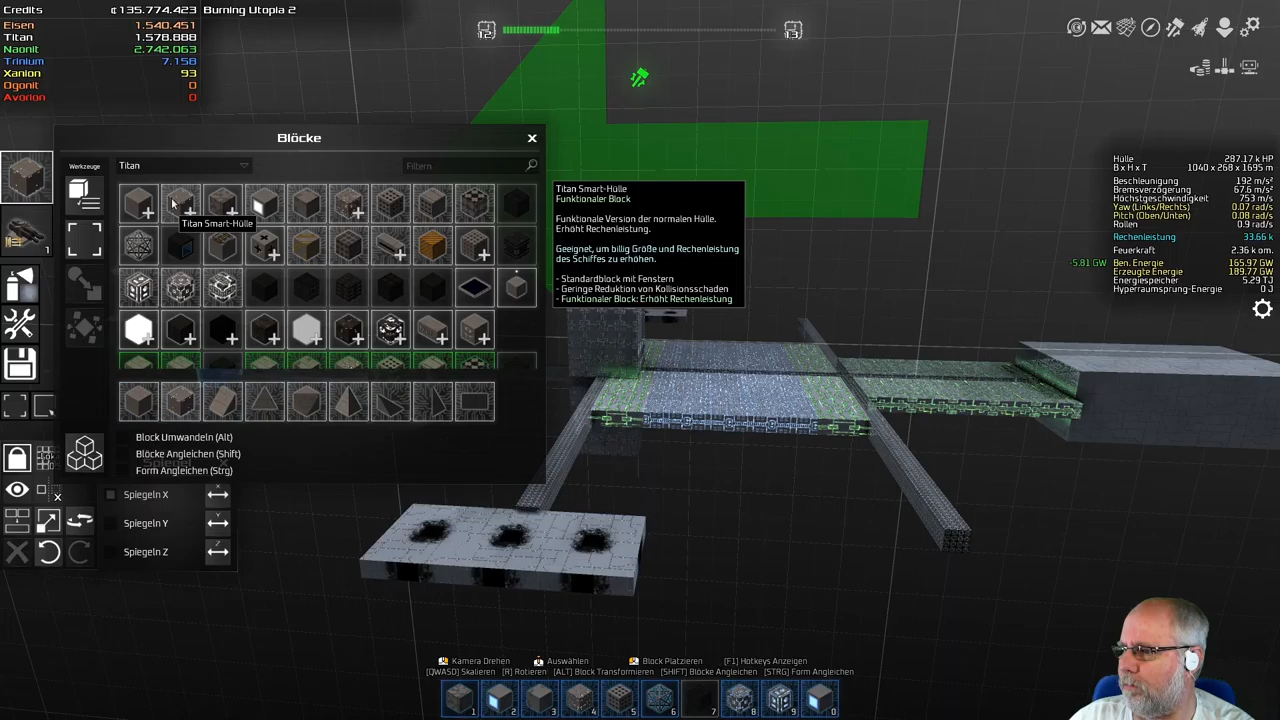 Credits ¢135.774.423
Burning Utopia 2
Eisen 1.540.451
Titan 1.578.888
Naonit 2.742.063
Trinium 7.158
Xanion 93
Ogonit 0
Avorion 0
12
13
Blöcke
Werkzeuge
Titan
Filtern
Titan Smart-Hülle
Titan Smart-Hülle
Funktionaler Block
Funktionale Version der normalen Hülle.
Erhöht Rechenleistung.
Geeignet, um billig Größe und Rechenleistung
des Schiffes zu erhöhen.
- Standardblock mit Fenstern
- Geringe Reduktion von Kollisionsschaden
- Funktionaler Block: Erhöht Rechenleistung
Hülle 287.17 k HP
B x H x T 1040 x 268 x 1695 m
Beschleunigung 192 m/s²
Bremsverzögerung 67.6 m/s²
Höchstgeschwindigkeit 753 m/s
Yaw (Links/Rechts) 0.07 rad/s
Pitch (Oben/Unten) 0.08 rad/s
Rollen 0.9 rad/s
Rechenleistung 33.66 k
Feuerkraft 2.36 k om.
-5.81 GW Ben. Energie 165.97 GW
Erzeugte Energie 189.77 GW
Energiespeicher 5.29 TJ
Hyperraumsprung-Energie 0 J
1
Block Umwandeln (Alt)
Blöcke Angleichen (Shift)
Form Angleichen (Strg)
Spiegel
Spiegeln X
X
Spiegeln Y
Y
Spiegeln Z
Z
Kamera Drehen Auswählen Block Platzieren [F1] Hotkeys Anzeigen
[QWASD] Skalieren [R] Rotieren [ALT] Block Transformieren [SHIFT] Blöcke Angleichen [STRG] Form Angleichen
1 2 3 4 5 6 7 8 9 0